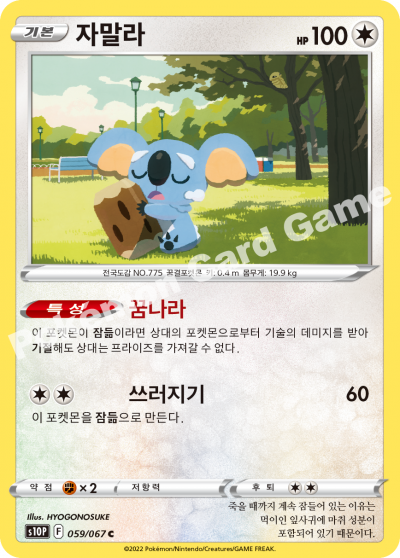 기본 자말라 HP 100
전국도감 NO.775 꿈결포켓몬 키: 0.4 m 몸무게: 19.9 kg
특성 꿈나라
이 포켓몬이 잠듦이라면 상대의 포켓몬으로부터 기술의 데미지를 받아
기절해도 상대는 프라이즈를 가져갈 수 없다.
쓰러지기 60
이 포켓몬을 잠듦으로 만든다.
약점 ×2 저항력 후퇴
Illus. HYOGONOSUKE
s10P F 059/067 C
죽을 때까지 계속 잠들어 있는 이유는
먹이인 잎사귀에 마취 성분이
포함되어 있기 때문이다.
©2022 Pokémon/Nintendo/Creatures/GAME FREAK.
Pokémon Card Game